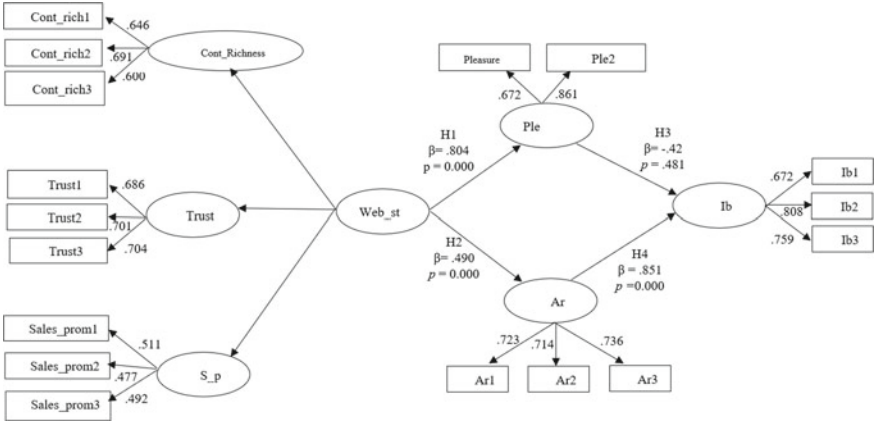 Cont_rich1
.646
Cont_rich2
.691
Cont_rich3
.600
Cont_Richness
Trust1
.686
Trust2
.701
Trust3
.704
Trust
Sales_prom1
.511
Sales_prom2
.477
Sales_prom3
.492
S_p
Web_st
H1
β= .804
p = 0.000
H2
β= .490
p = 0.000
Pleasure
Ple2
.672
.861
Ple
H3
β= -.42
p = .481
H4
β = .851
p =0.000
Ar
.723
.714
.736
Ar1
Ar2
Ar3
Ib
.672
Ib1
.808
Ib2
.759
Ib3